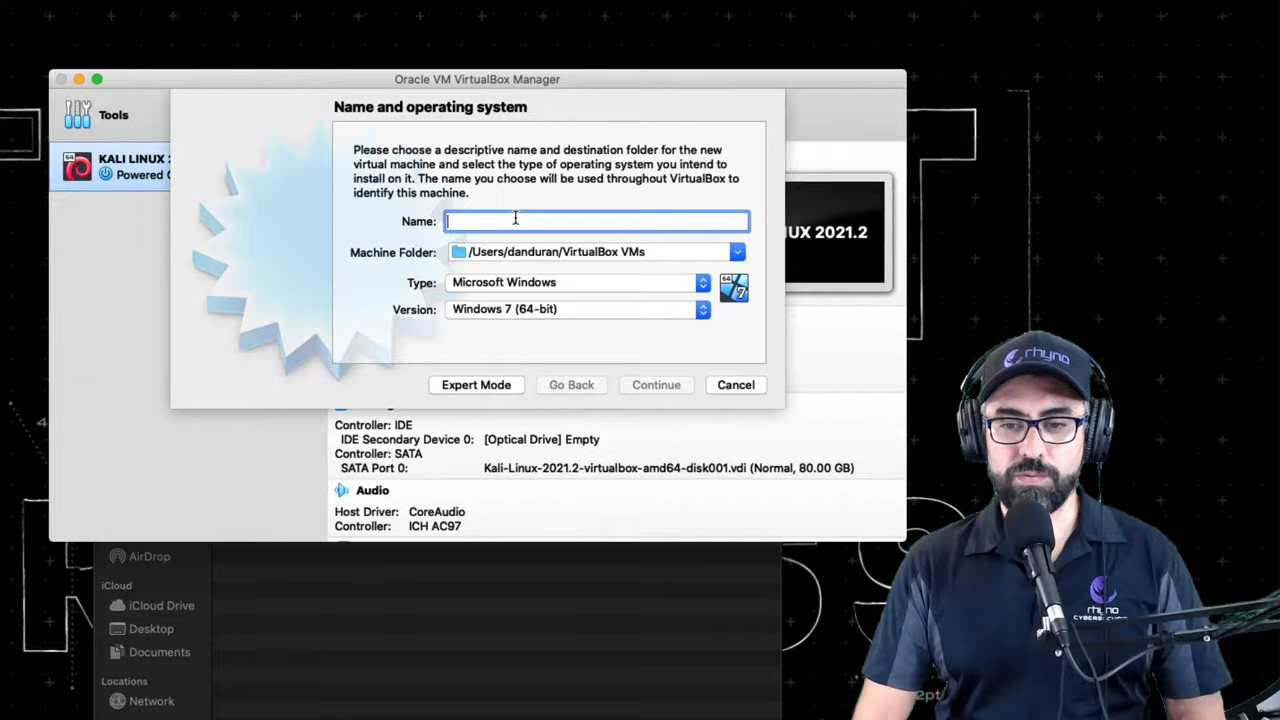 Oracle VM VirtualBox Manager
Tools
Name and operating system
Please choose a descriptive name and destination folder for the new
virtual machine and select the type of operating system you intend to
install on it. The name you choose will be used throughout VirtualBox to
identify this machine.
64
KALI LINUX 2
Powered O
Name:
Machine Folder: /Users/danduran/VirtualBox VMs
UX 2021.2
Type: Microsoft Windows
64
7
Version: Windows 7 (64-bit)
Expert Mode Go Back Continue Cancel
Controller: IDE
IDE Secondary Device 0: [Optical Drive] Empty
Controller: SATA
SATA Port 0: Kali-Linux-2021.2-virtualbox-amd64-disk001.vdi (Normal, 80.00 GB)
Audio
Host Driver: CoreAudio
Controller: ICH AC97
AirDrop
iCloud
iCloud Drive
Desktop
Documents
Locations
Network
rhyno
rhyno